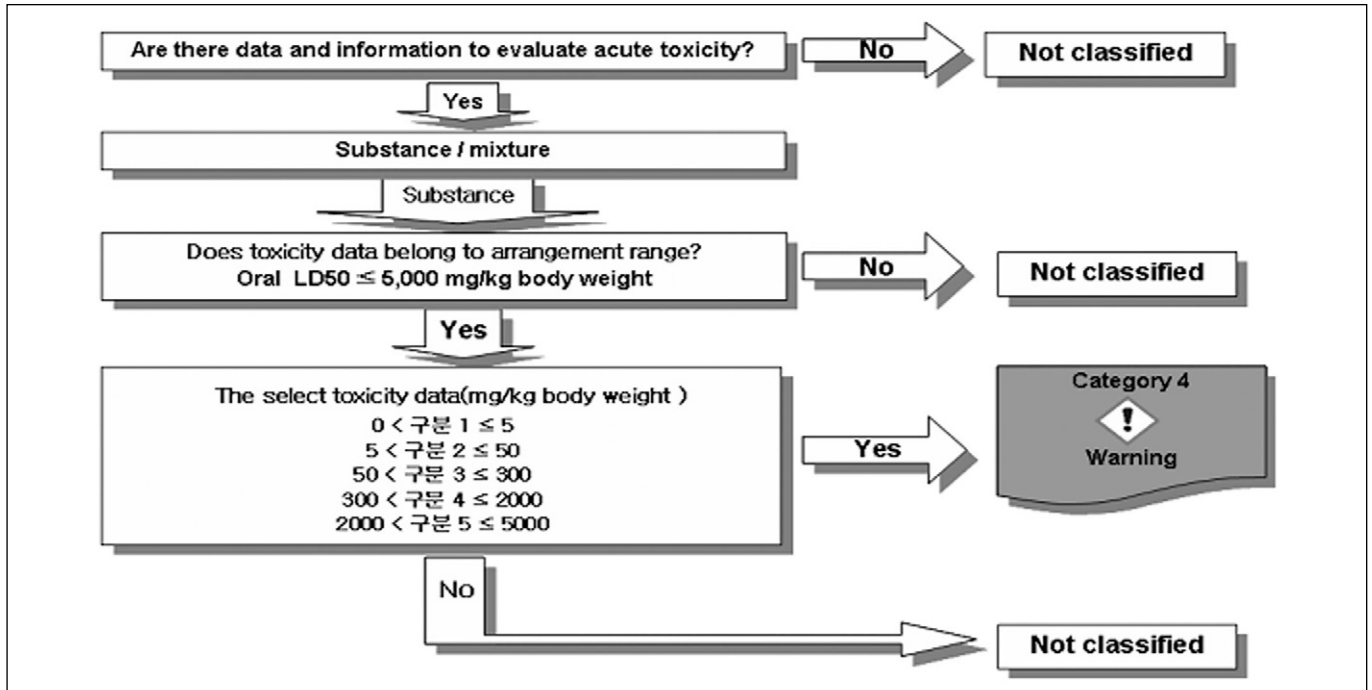 Are there data and information to evaluate acute toxicity?
No
Not classified
Yes
Substance / mixture
Substance
Does toxicity data belong to arrangement range?
Oral LD50 ≦ 5,000 mg/kg body weight
No
Not classified
Yes
The select toxicity data(mg/kg body weight )
0 < 구분 1 ≤ 5
5 < 구분 2 ≤ 50
50 < 구분 3 ≤ 300
300 < 구분 4 ≤ 2000
2000 < 구분 5 ≤ 5000
Yes
Category 4
!
Warning
No
Not classified